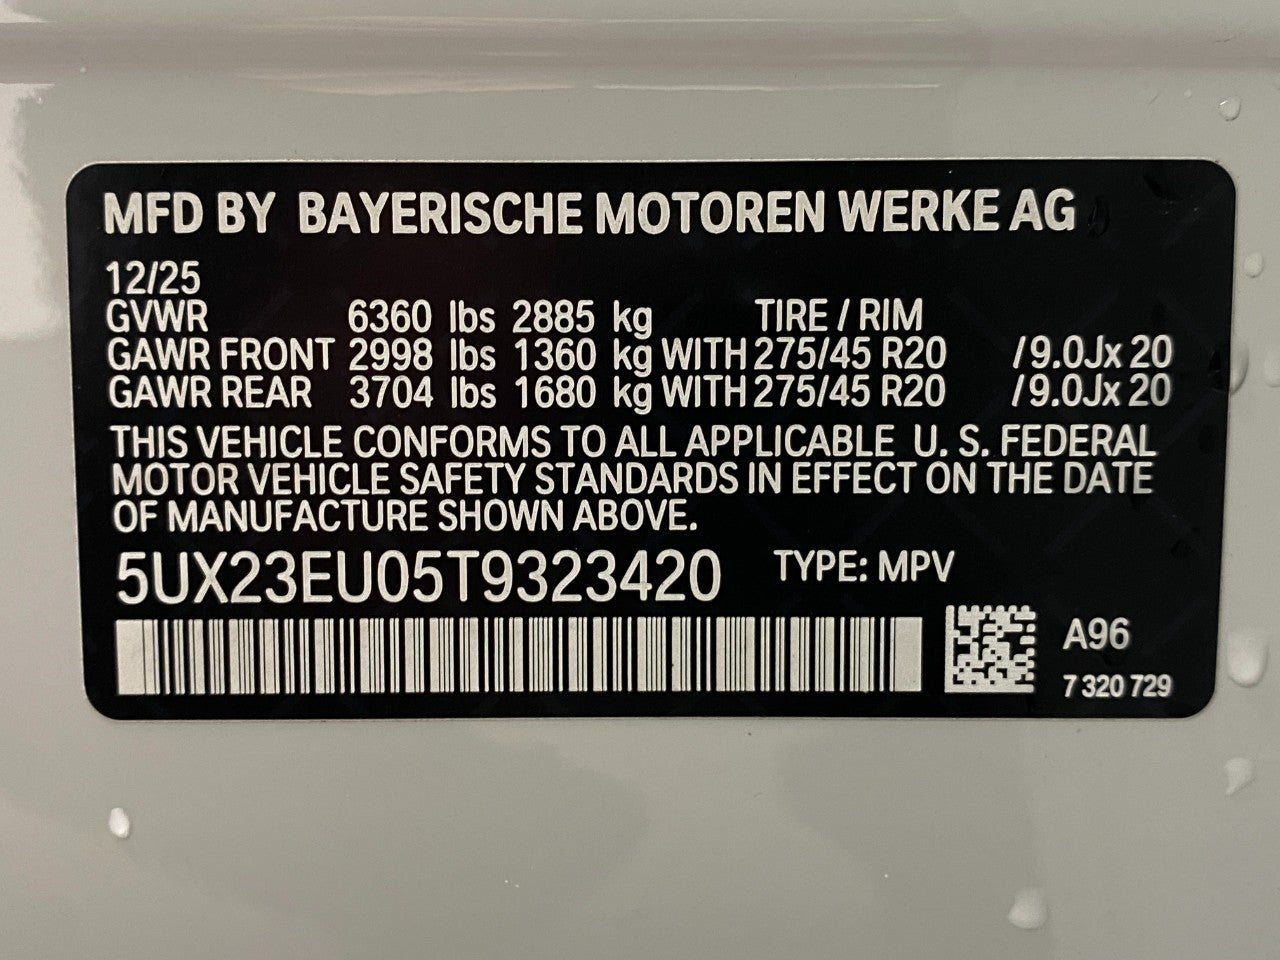 MFD BY BAYERISCHE MOTOREN WERKE AG
12/25
GVWR 6360 lbs 2885 kg TIRE / RIM
GAWR FRONT 2998 lbs 1360 kg WITH 275/45 R20 /9.0Jx 20
GAWR REAR 3704 lbs 1680 kg WITH 275/45 R20 /9.0Jx 20
THIS VEHICLE CONFORMS TO ALL APPLICABLE U. S. FEDERAL
MOTOR VEHICLE SAFETY STANDARDS IN EFFECT ON THE DATE
OF MANUFACTURE SHOWN ABOVE.
5UX23EU05T9323420 TYPE: MPV
A96
7 320 729